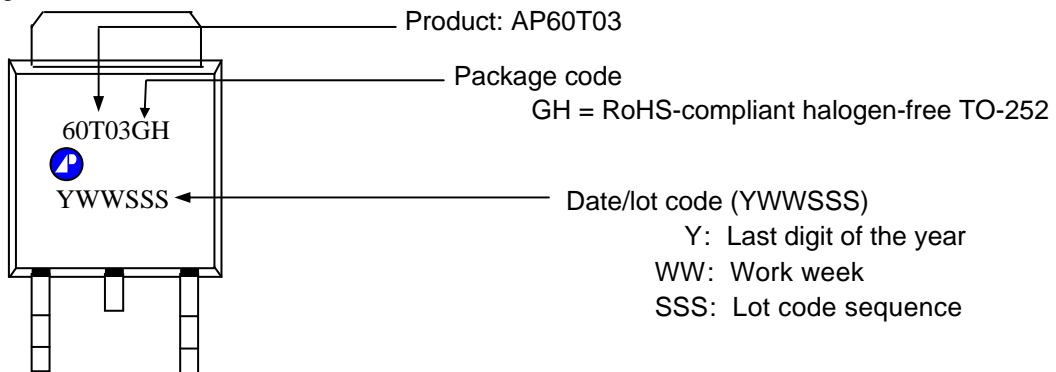 Product: AP60T03
Package code
GH = RoHS-compliant halogen-free TO-252
60T03GH
YWWSSS
Date/lot code (YWWSSS)
Y: Last digit of the year
WW: Work week
SSS: Lot code sequence